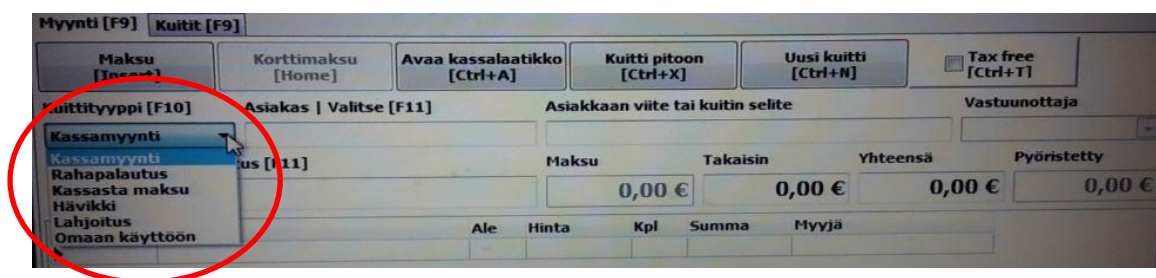 Myynti [F9] Kuitit [F9]
Maksu Korttimaksu Avaa kassalaatikko Kuitti pitoon Uusi kuitti Tax free
[Insert] [Home] [Ctrl+A] [Ctrl+X] [Ctrl+N] [Ctrl+T]
Kuittityyppi [F10] Asiakas | Valitse [F11] Asiakkaan viite tai kuitin selite Vastuunottaja
Kassamyynti
Kassamyynti [F11] Maksu Takaisin Yhteensä Pyöristetty
Rahapalautus
Kassasta maksu 0,00 € 0,00 € 0,00 € 0,00 €
Hävikki
Lahjoitus Ale Hinta Kpl Summa Myyjä
Omaan käyttöön